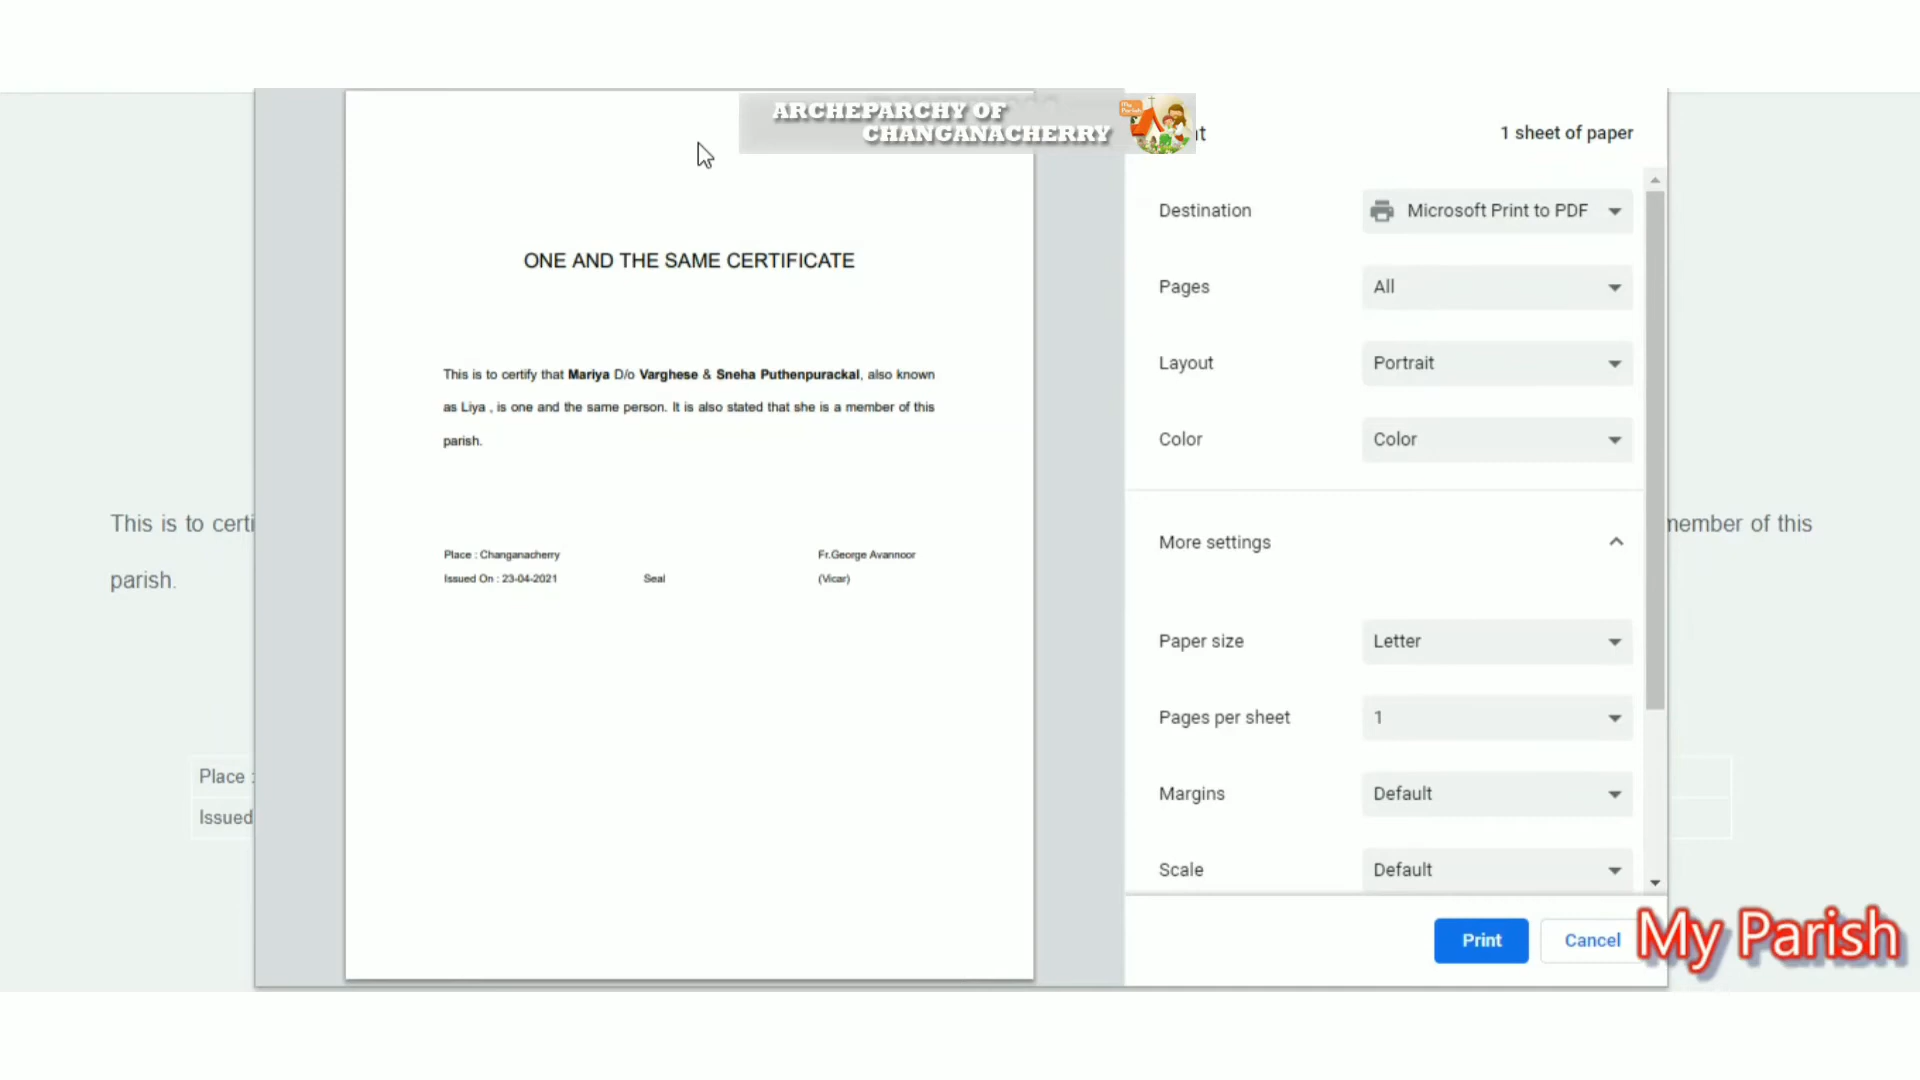 ARCHEPARCHY OF
CHANGANACHERRY
My Parish
1 sheet of paper
ONE AND THE SAME CERTIFICATE
This is to certify that Mariya D/o Varghese & Sneha Puthenpurackal, also known
as Liya , is one and the same person. It is also stated that she is a member of this
parish.
Place : Changanacherry
Fr.George Avannoor
Issued On : 23-04-2021
Seal
(Vicar)
Destination
Microsoft Print to PDF
Pages
All
Layout
Portrait
Color
Color
More settings
Paper size
Letter
Pages per sheet
1
Margins
Default
Scale
Default
Print
Cancel
This is to certi
member of this
parish.
Place :
Issued
My Parish